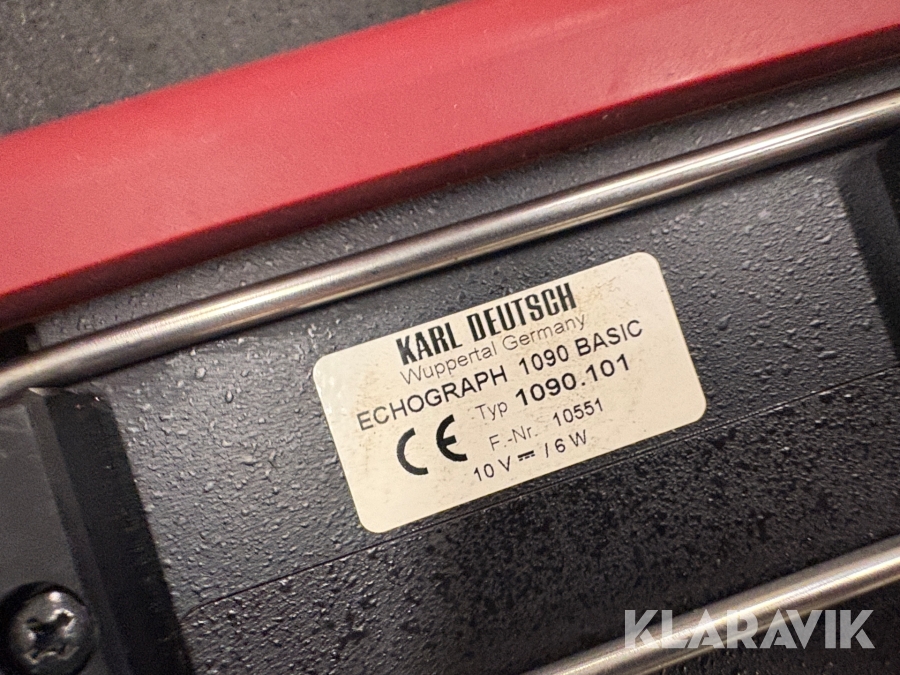 KARL DEUTSCH
Wuppertal Germany
ECHOGRAPH 1090 BASIC
Typ 1090.101
CE
F.-Nr. 10551
10 V ⎓ / 6 W
KLARAVIK